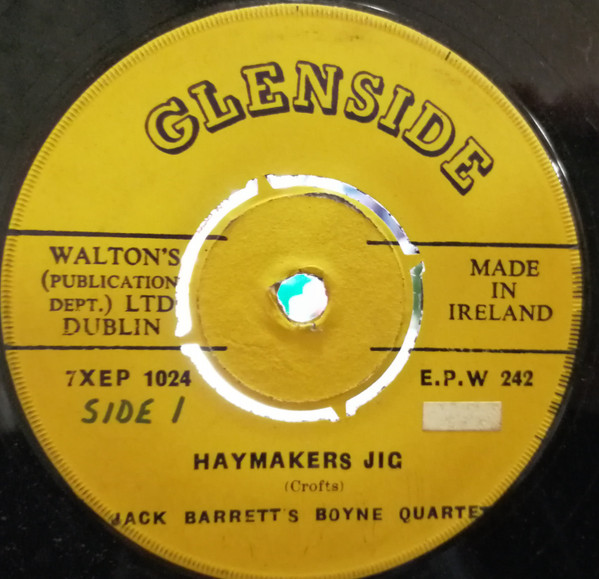 GLENSIDE
WALTON'S
(PUBLICATION
DEPT.) LTD
DUBLIN
MADE
IN
IRELAND
7XEP 1024
SIDE 1
E.P.W 242
HAYMAKERS JIG
(Crofts)
JACK BARRETT'S BOYNE QUARTET